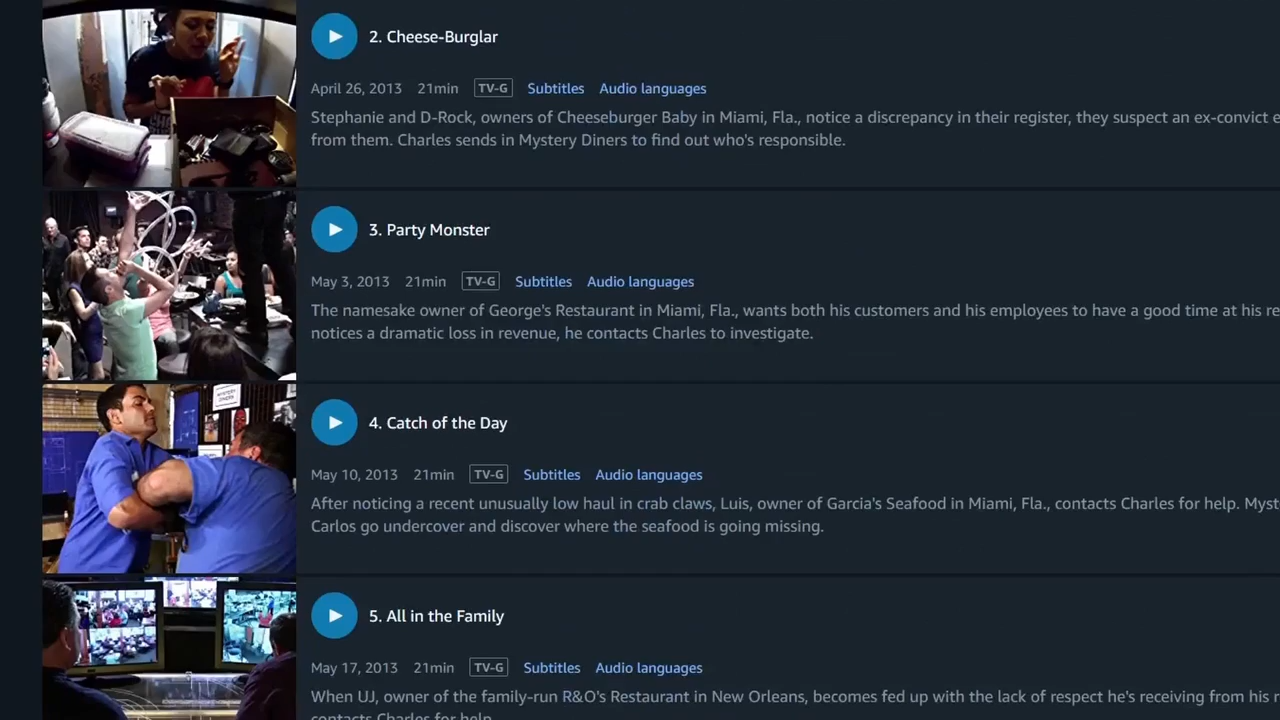 2. Cheese-Burglar
April 26, 2013 21min TV-G Subtitles Audio languages
Stephanie and D-Rock, owners of Cheeseburger Baby in Miami, Fla., notice a discrepancy in their register, they suspect an ex-convict e
from them. Charles sends in Mystery Diners to find out who's responsible.
3. Party Monster
May 3, 2013 21min TV-G Subtitles Audio languages
The namesake owner of George's Restaurant in Miami, Fla., wants both his customers and his employees to have a good time at his re
notices a dramatic loss in revenue, he contacts Charles to investigate.
MYSTERY DINERS
4. Catch of the Day
May 10, 2013 21min TV-G Subtitles Audio languages
After noticing a recent unusually low haul in crab claws, Luis, owner of Garcia's Seafood in Miami, Fla., contacts Charles for help. Myst
Carlos go undercover and discover where the seafood is going missing.
5. All in the Family
May 17, 2013 21min TV-G Subtitles Audio languages
When UJ, owner of the family-run R&O's Restaurant in New Orleans, becomes fed up with the lack of respect he's receiving from his r
contacts Charles for help.